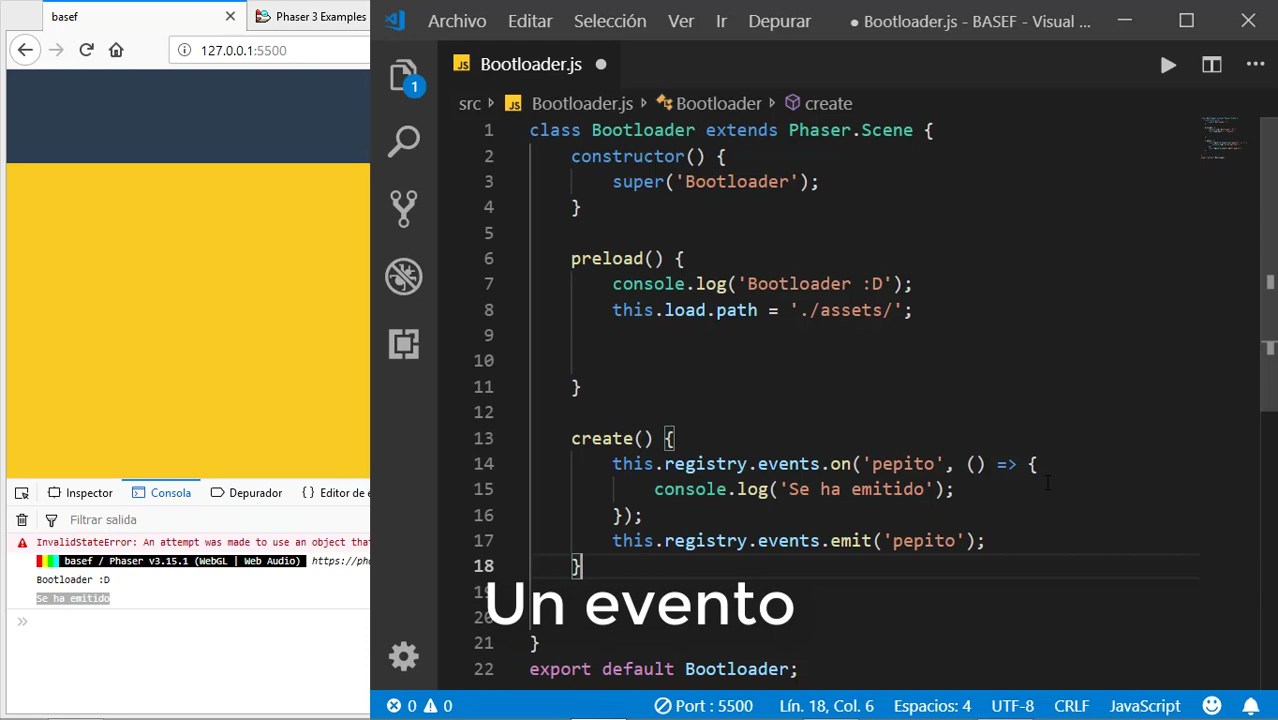 basef
Phaser 3 Examples
127.0.0.1:5500
Inspector
Consola
Depurador
Editor de e
Filtrar salida
InvalidStateError: An attempt was made to use an object that
basef / Phaser v3.15.1 (WebGL | Web Audio) https://pha
Bootloader :D
Se ha emitido
Archivo Editar Selección Ver Ir Depurar ● Bootloader.js - BASEF - Visual ...
JS Bootloader.js
1
src > JS Bootloader.js > Bootloader > create
1 class Bootloader extends Phaser.Scene {
2 constructor() {
3 super('Bootloader');
4 }
5
6 preload() {
7 console.log('Bootloader :D');
8 this.load.path = './assets/';
9
10
11 }
12
13 create() {
14 this.registry.events.on('pepito', () => {
15 console.log('Se ha emitido');
16 });
17 this.registry.events.emit('pepito');
18 }
Un evento
21 }
22 export default Bootloader;
0 0 Port : 5500 Lín. 18, Col. 6 Espacios: 4 UTF-8 CRLF JavaScript